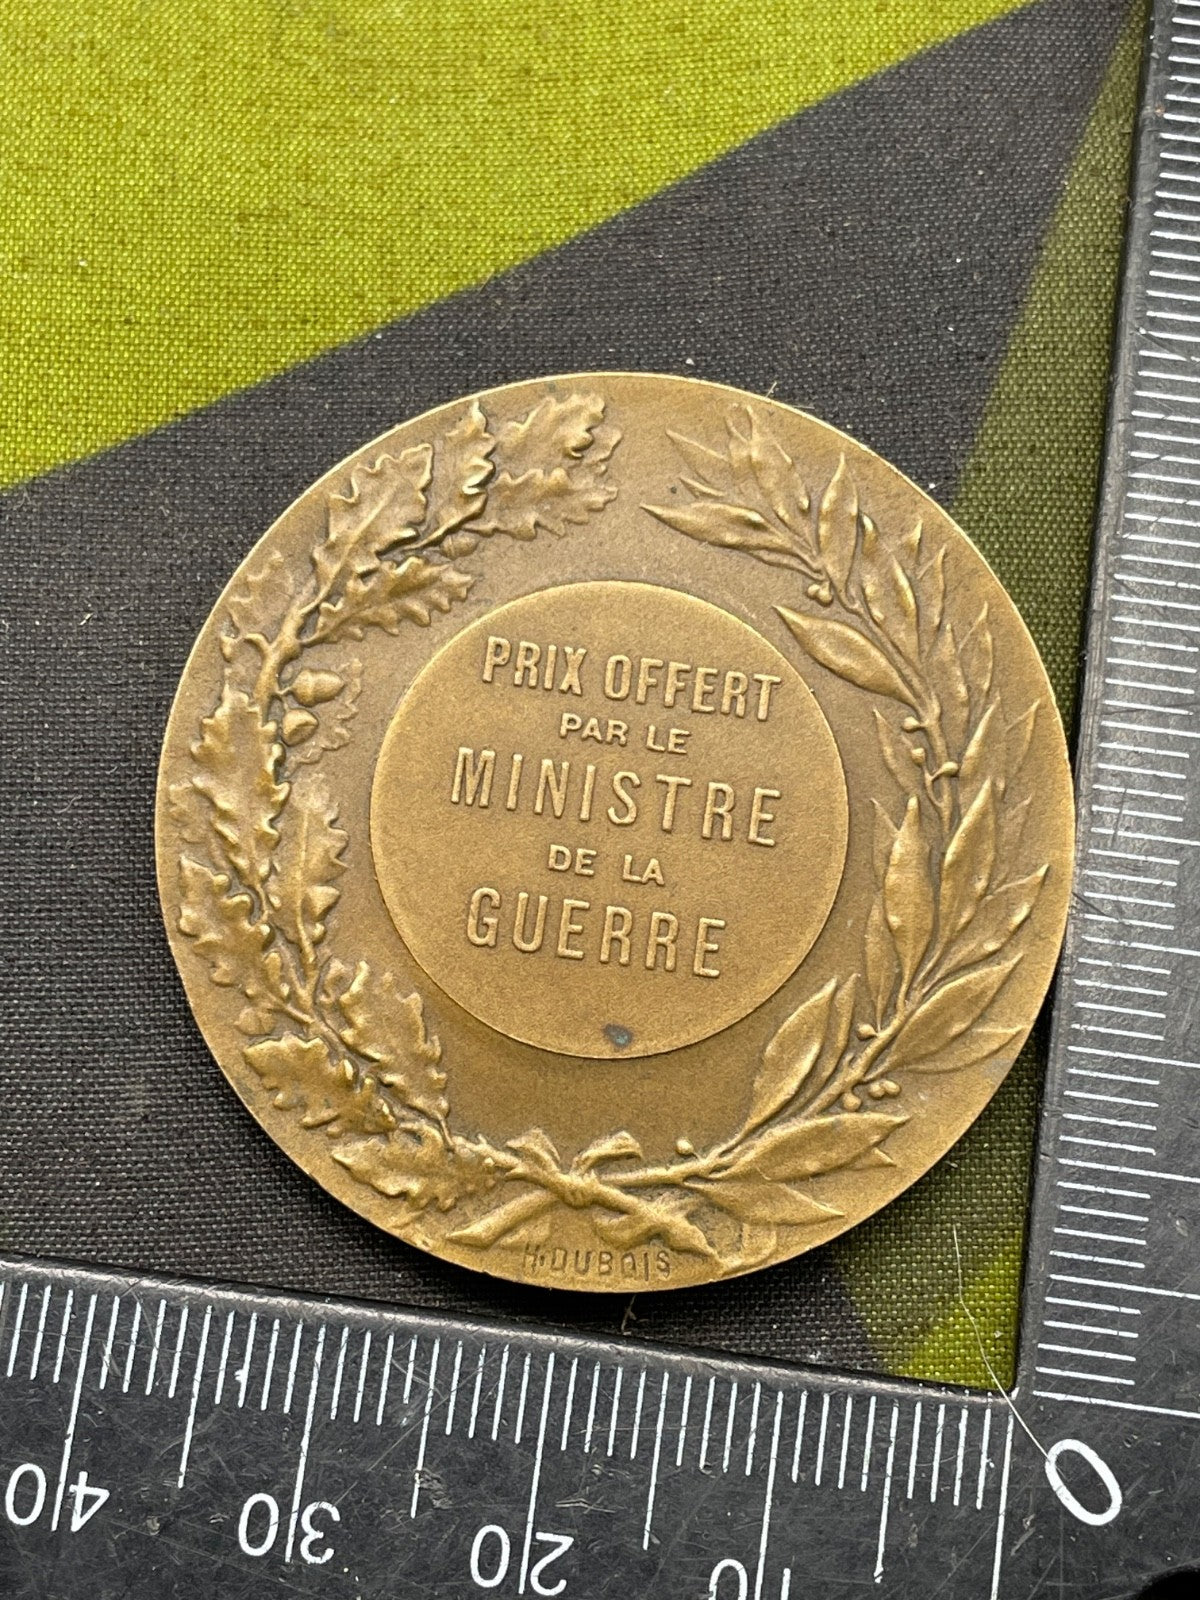 PRIX OFFERT
PAR LE
MINISTRE
DE LA
GUERRE
H.DUBOIS
40
30
20
10
0